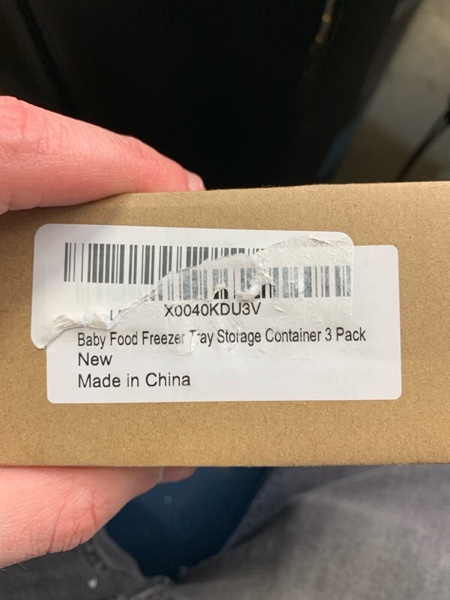 X0040KDU3V
Baby Food Freezer Tray Storage Container 3 Pack
New
Made in China